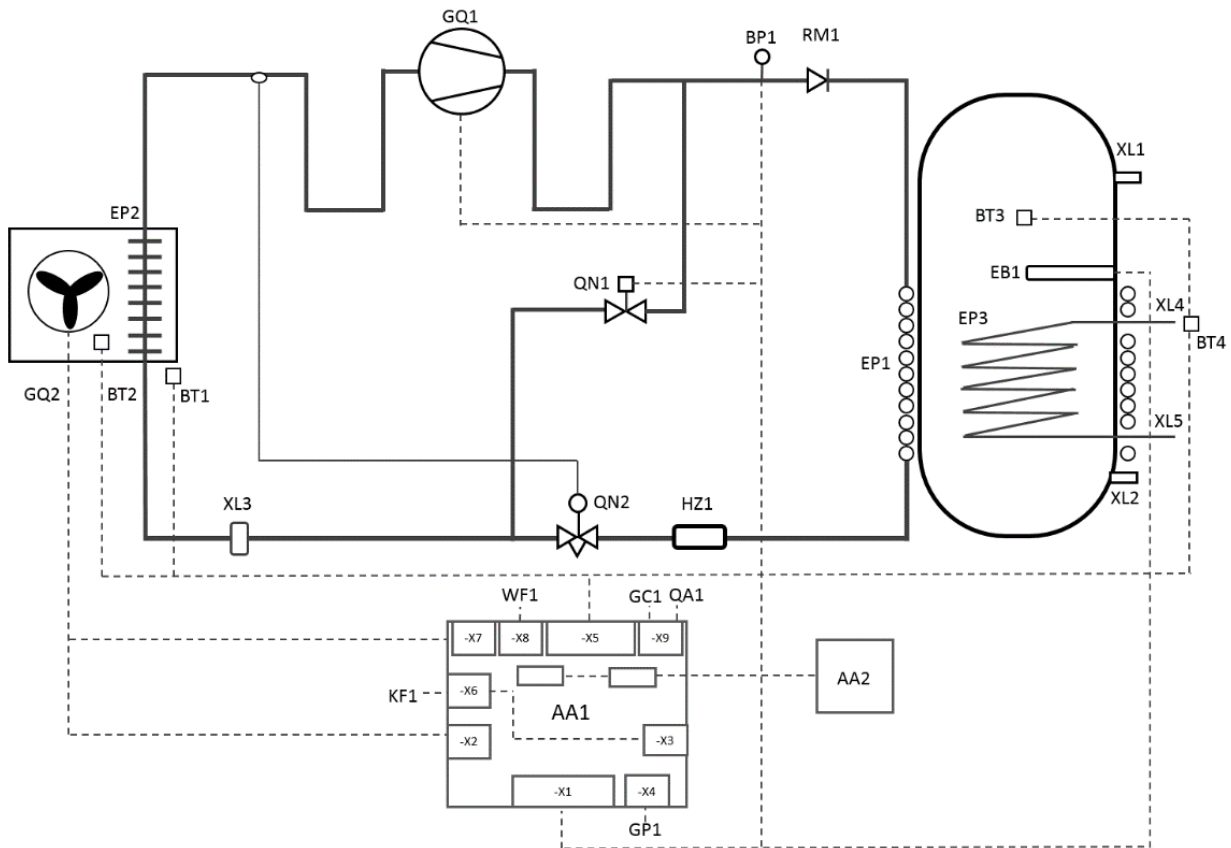 GQ1
BP1
RM1
XL1
EP2
BT3
EB1
QN1
XL4
EP3
BT4
EP1
GQ2
BT2
BT1
XL5
XL3
QN2
HZ1
XL2
WF1
GC1
QA1
-X7
-X8
-X5
-X9
KF1
-X6
AA1
AA2
-X2
-X3
-X1
-X4
GP1